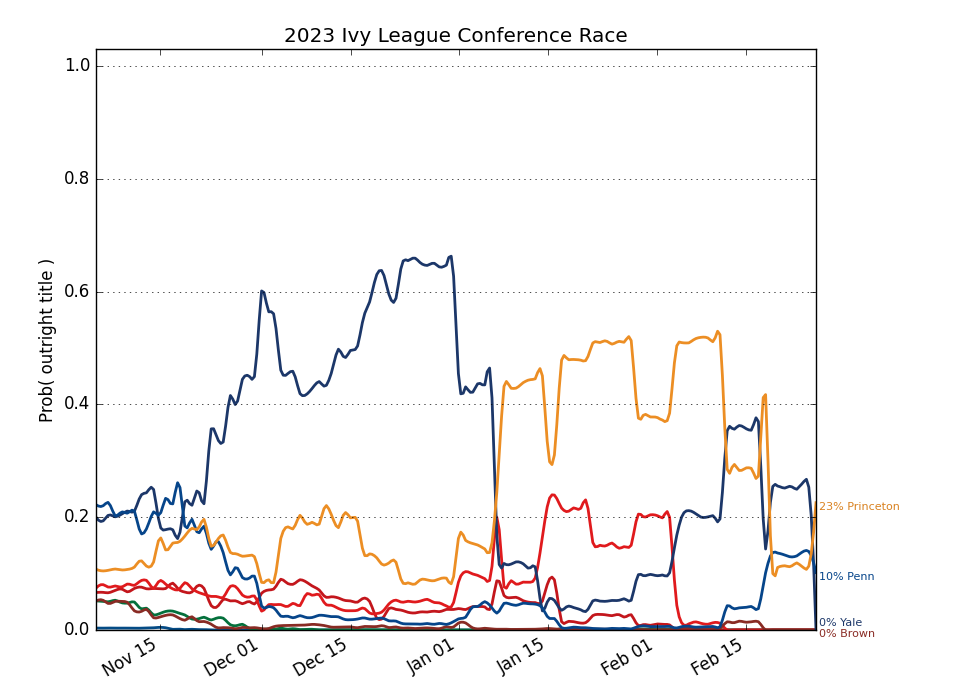 2023 Ivy League Conference Race
Prob( outright title )
1.0
0.8
0.6
0.4
0.2
0.0
Nov 15
Dec 01
Dec 15
Jan 01
Jan 15
Feb 01
Feb 15
23% Princeton
10% Penn
0% Yale
0% Brown